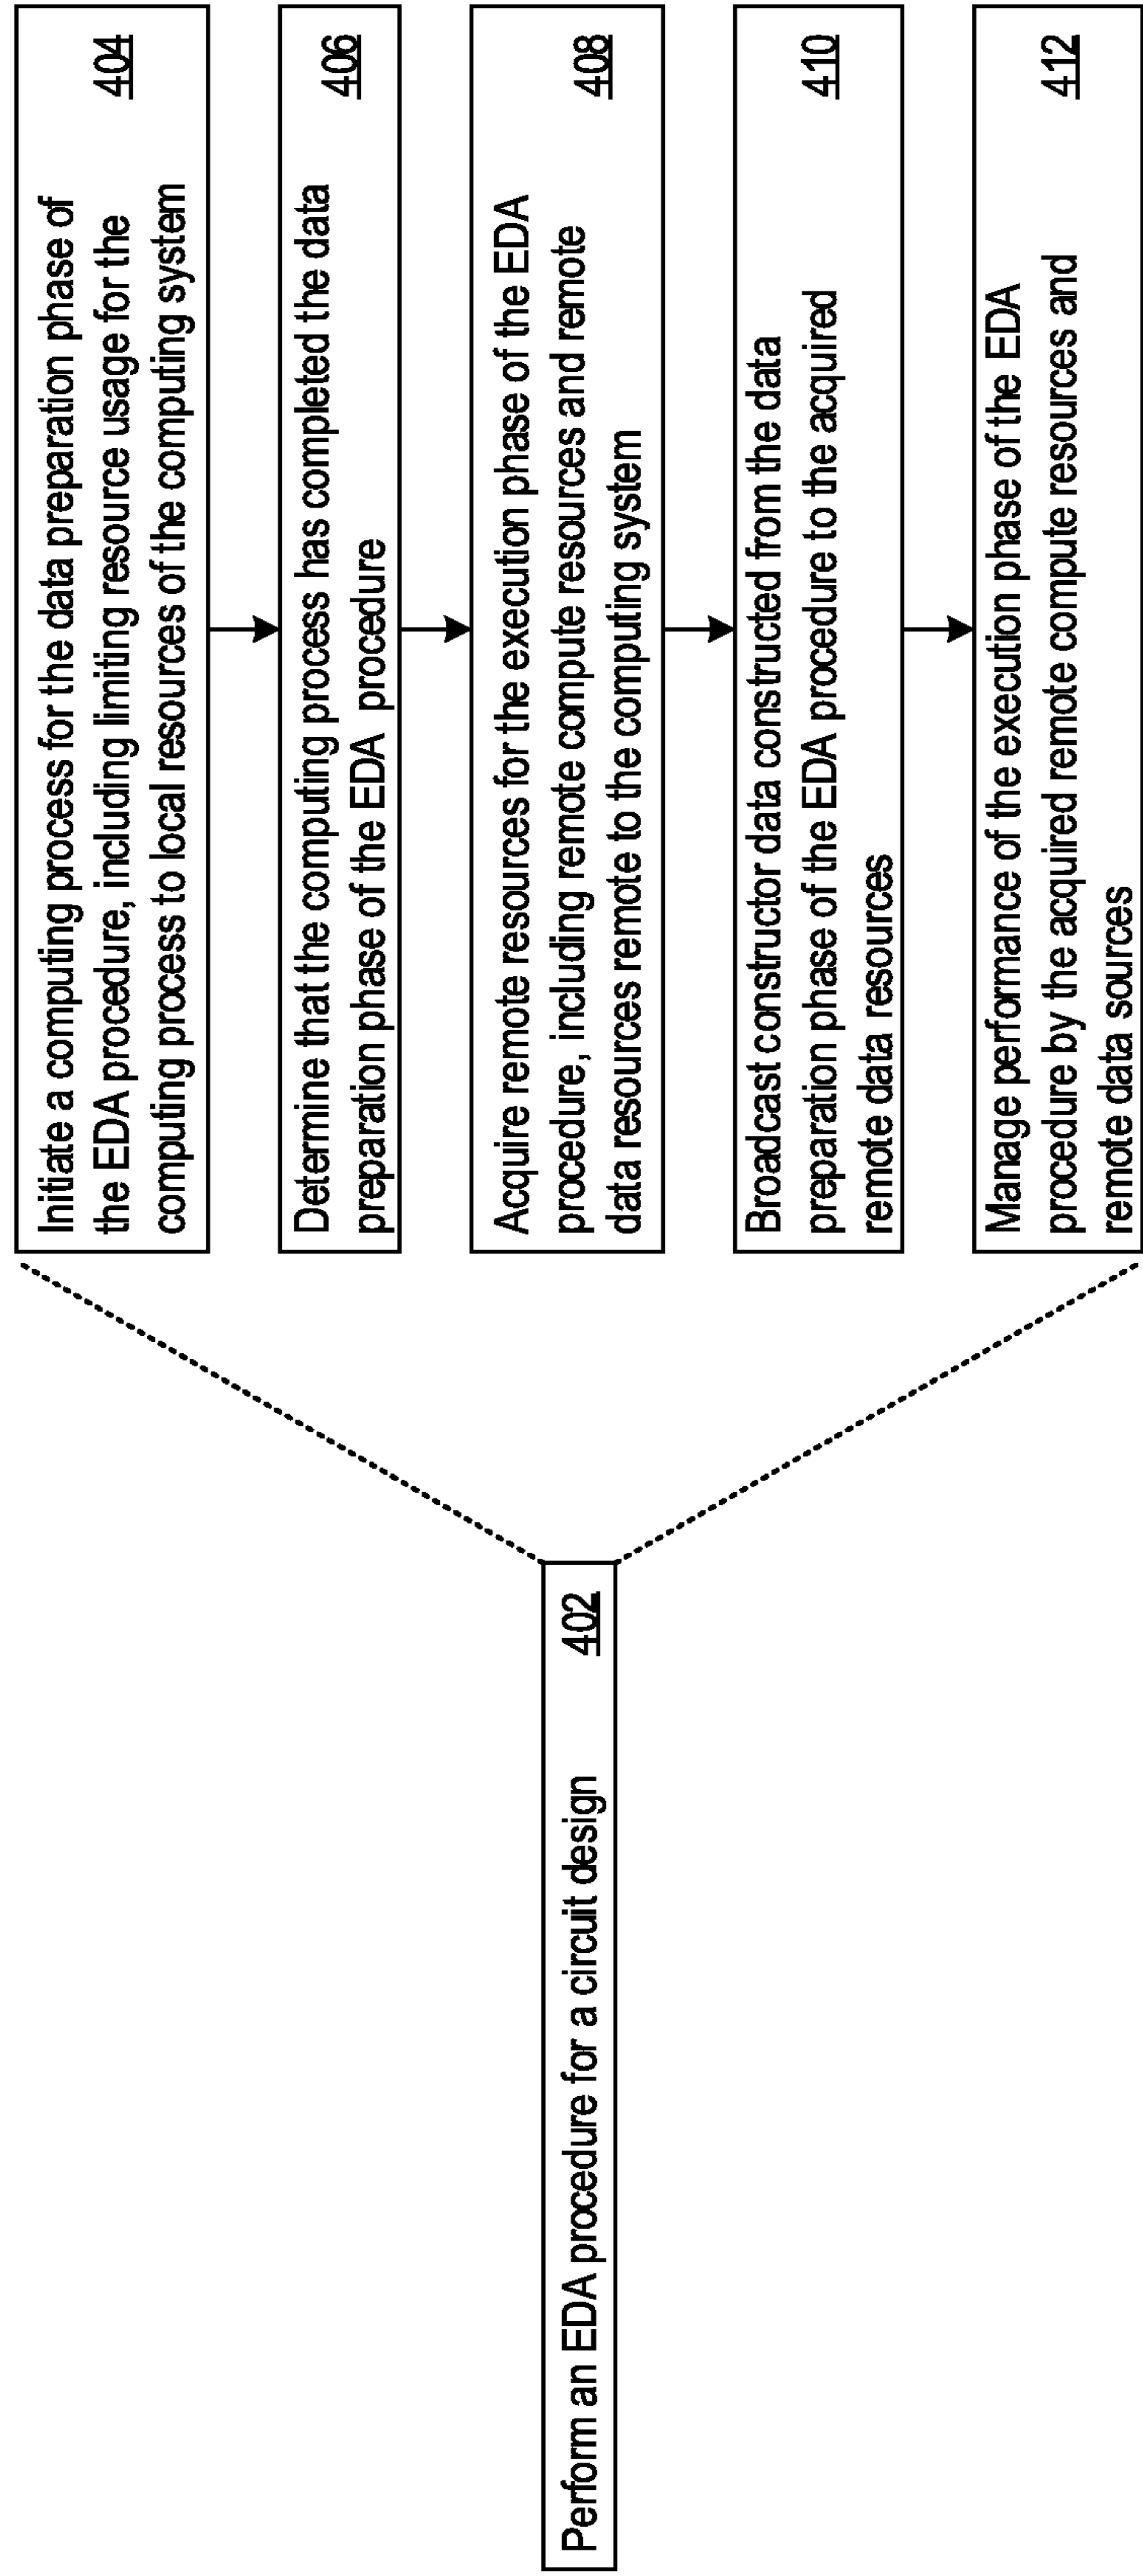 Perform an EDA procedure for a circuit design 402
Initiate a computing process for the data preparation phase of
the EDA procedure, including limiting resource usage for the
computing process to local resources of the computing system
404
Determine that the computing process has completed the data
preparation phase of the EDA procedure
406
Acquire remote resources for the execution phase of the EDA
procedure, including remote compute resources and remote
data resources remote to the computing system
408
Broadcast constructor data constructed from the data
preparation phase of the EDA procedure to the acquired
remote data resources
410
Manage performance of the execution phase of the EDA
procedure by the acquired remote compute resources and
remote data sources
412